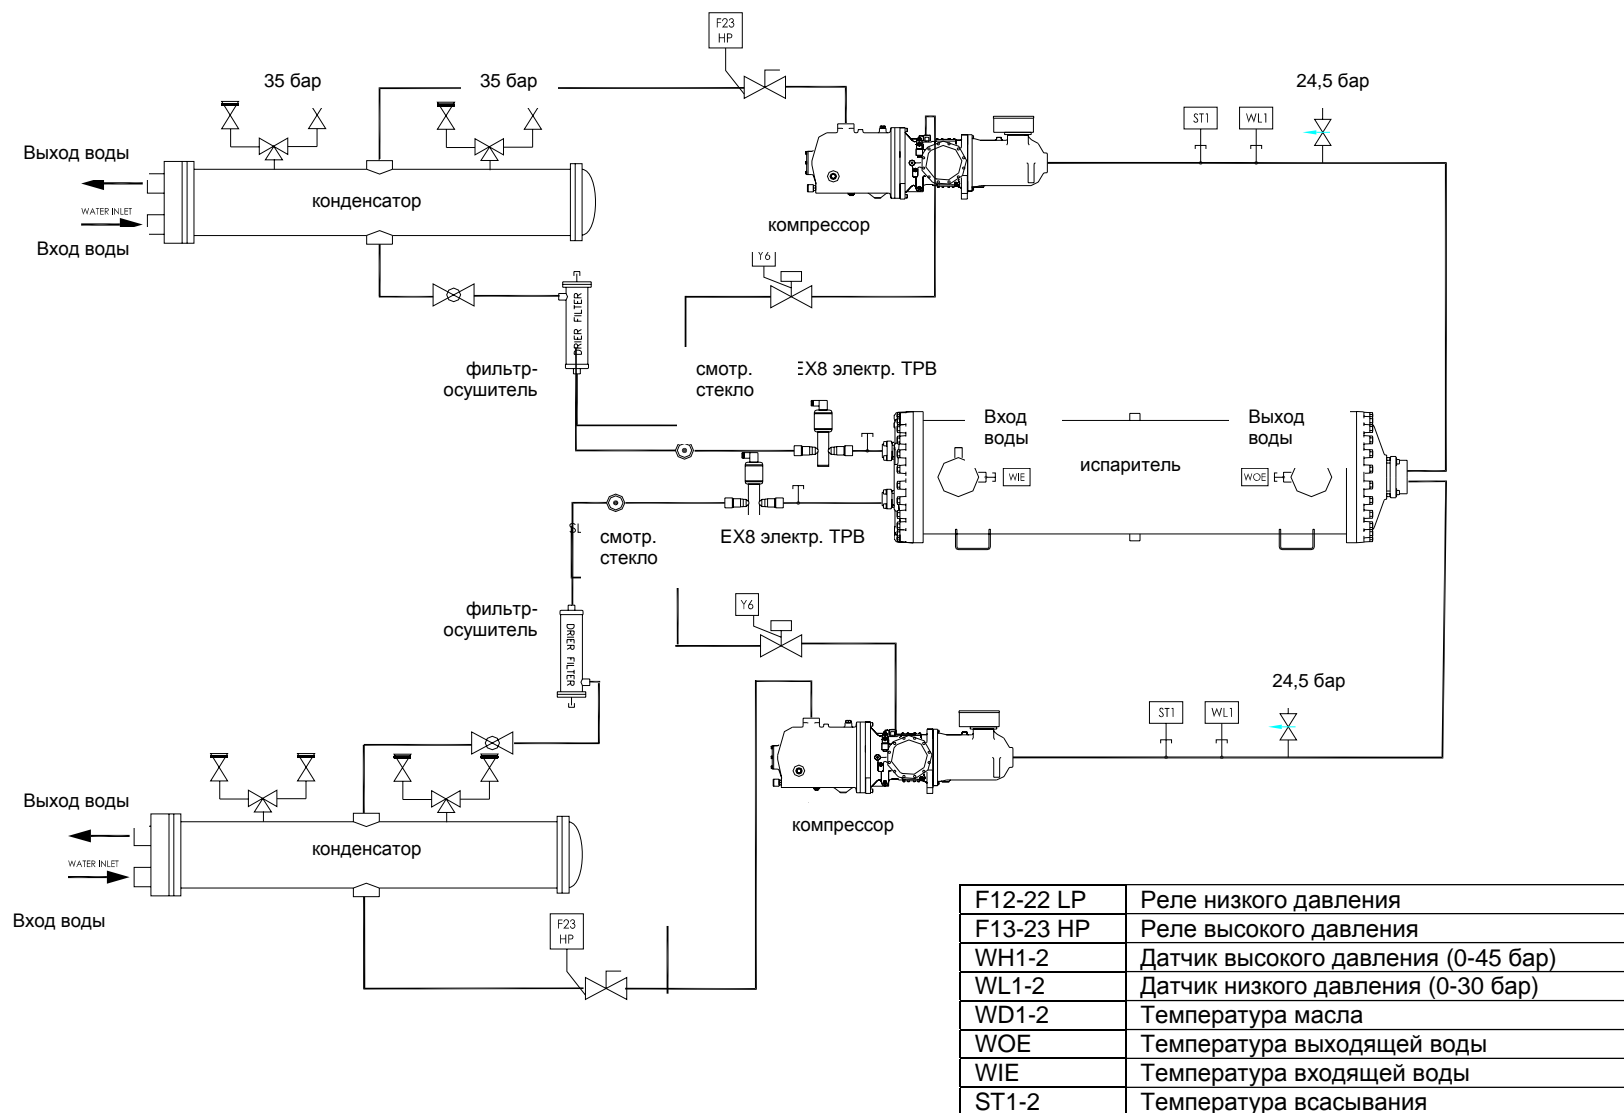 F23
HP
35 бар
35 бар
24,5 бар
ST1
WL1
Выход воды
WATER INLET
конденсатор
Вход воды
компрессор
Y6
DRIER FILTER
фильтр-
осушитель
смотр.
стекло
EX8 электр. ТРВ
Вход
воды
Выход
воды
испаритель
WIE
WOE
SL
смотр.
стекло
EX8 электр. ТРВ
фильтр-
осушитель
DRIER FILTER
Y6
24,5 бар
ST1
WL1
Выход воды
WATER INLET
конденсатор
Вход воды
компрессор
F23
HP
F12-22 LP Реле низкого давления
F13-23 HP Реле высокого давления
WH1-2 Датчик высокого давления (0-45 бар)
WL1-2 Датчик низкого давления (0-30 бар)
WD1-2 Температура масла
WOE Температура выходящей воды
WIE Температура входящей воды
ST1-2 Температура всасывания